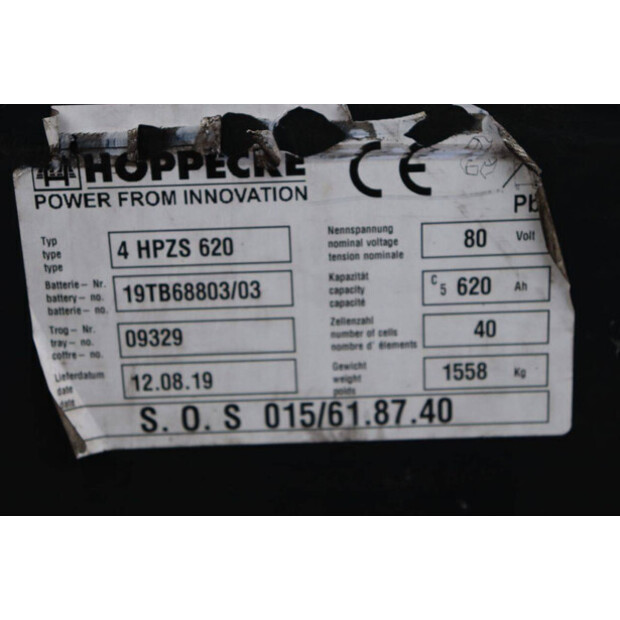 HOPPECKE CE
POWER FROM INNOVATION
Pb
Typ
type
type
4 HPZS 620
Nennspannung
nominal voltage
tension nominale
80 Volt
Batterie– Nr.
battery– no.
batterie– no.
19TB68803/03
Kapazität
capacity
capacité
C5 620 Ah
Trog– Nr.
tray– no.
coffre– no.
09329
Zellenzahl
number of cells
nombre d' éléments
40
Lieferdatum
date
date
12.08.19
Gewicht
weight
poids
1558 Kg
S. O. S 015/61.87.40